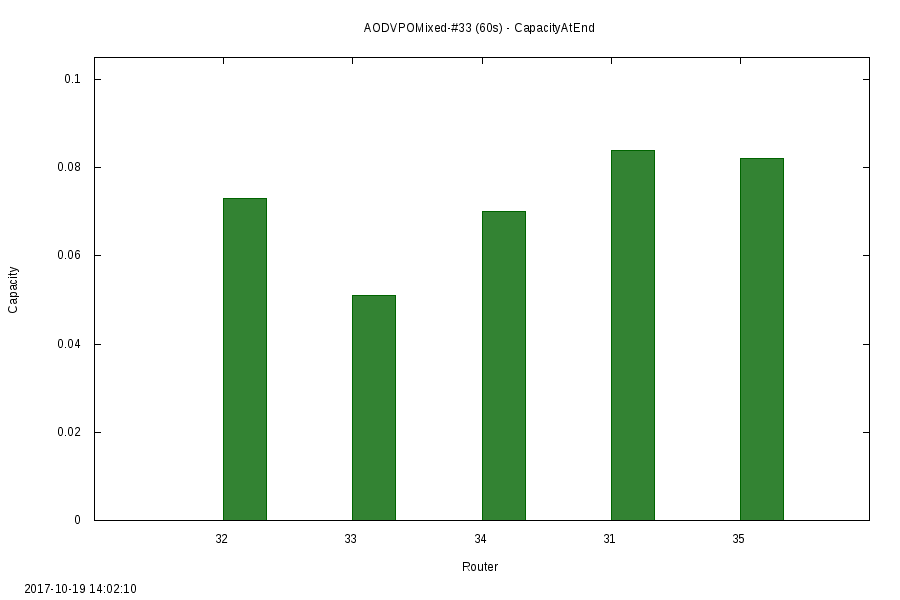 AODVPOMixed-#33 (60s) - CapacityAtEnd
0.1
0.08
0.06
0.04
0.02
0
Capacity
32 33 34 31 35
Router
2017-10-19 14:02:10